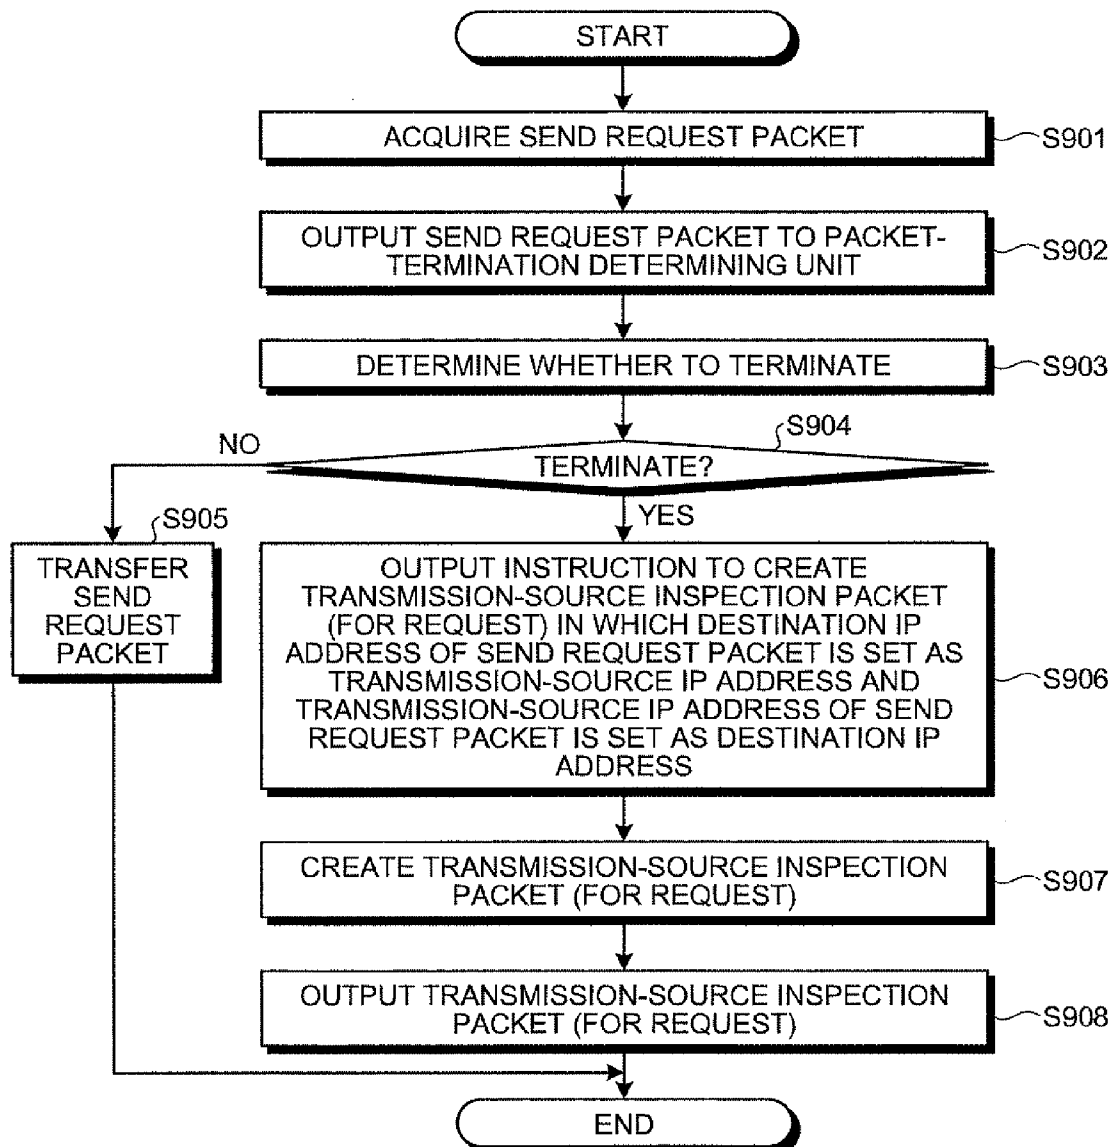 START
ACQUIRE SEND REQUEST PACKET
S901
OUTPUT SEND REQUEST PACKET TO PACKET-
TERMINATION DETERMINING UNIT
S902
DETERMINE WHETHER TO TERMINATE
S903
S904
NO
TERMINATE?
YES
S905
TRANSFER
SEND
REQUEST
PACKET
OUTPUT INSTRUCTION TO CREATE
TRANSMISSION-SOURCE INSPECTION PACKET
(FOR REQUEST) IN WHICH DESTINATION IP
ADDRESS OF SEND REQUEST PACKET IS SET AS
TRANSMISSION-SOURCE IP ADDRESS AND
TRANSMISSION-SOURCE IP ADDRESS OF SEND
REQUEST PACKET IS SET AS DESTINATION IP
ADDRESS
S906
CREATE TRANSMISSION-SOURCE INSPECTION
PACKET (FOR REQUEST)
S907
OUTPUT TRANSMISSION-SOURCE INSPECTION
PACKET (FOR REQUEST)
S908
END